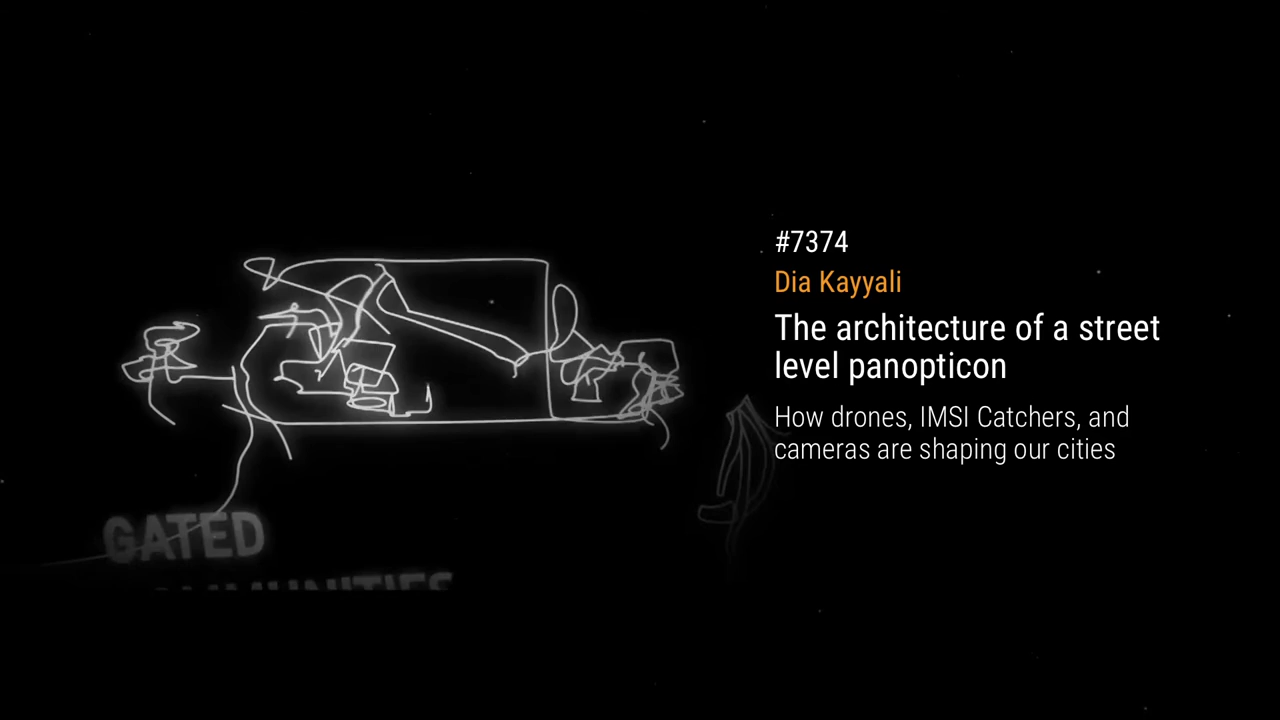 #7374
Dia Kayyali
The architecture of a street
level panopticon
How drones, IMSI Catchers, and
cameras are shaping our cities
GATED
COMMUNITIES